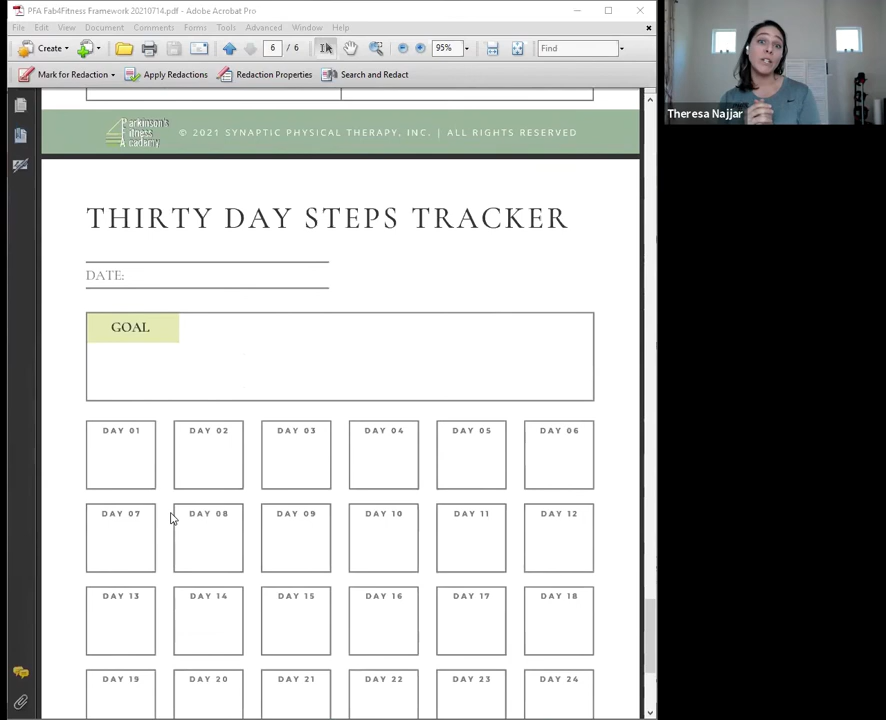 PFA Fab4Fitness Framework 20210714.pdf - Adobe Acrobat Pro
File Edit View Document Comments Forms Tools Advanced Window Help
Create 6 / 6 95% Find
Mark for Redaction Apply Redactions Redaction Properties Search and Redact
Theresa Najjar
Parkinson's
Fitness
Academy
© 2021 SYNAPTIC PHYSICAL THERAPY, INC. | ALL RIGHTS RESERVED
THIRTY DAY STEPS TRACKER
DATE:
GOAL
DAY 01 DAY 02 DAY 03 DAY 04 DAY 05 DAY 06
DAY 07 DAY 08 DAY 09 DAY 10 DAY 11 DAY 12
DAY 13 DAY 14 DAY 15 DAY 16 DAY 17 DAY 18
DAY 19 DAY 20 DAY 21 DAY 22 DAY 23 DAY 24